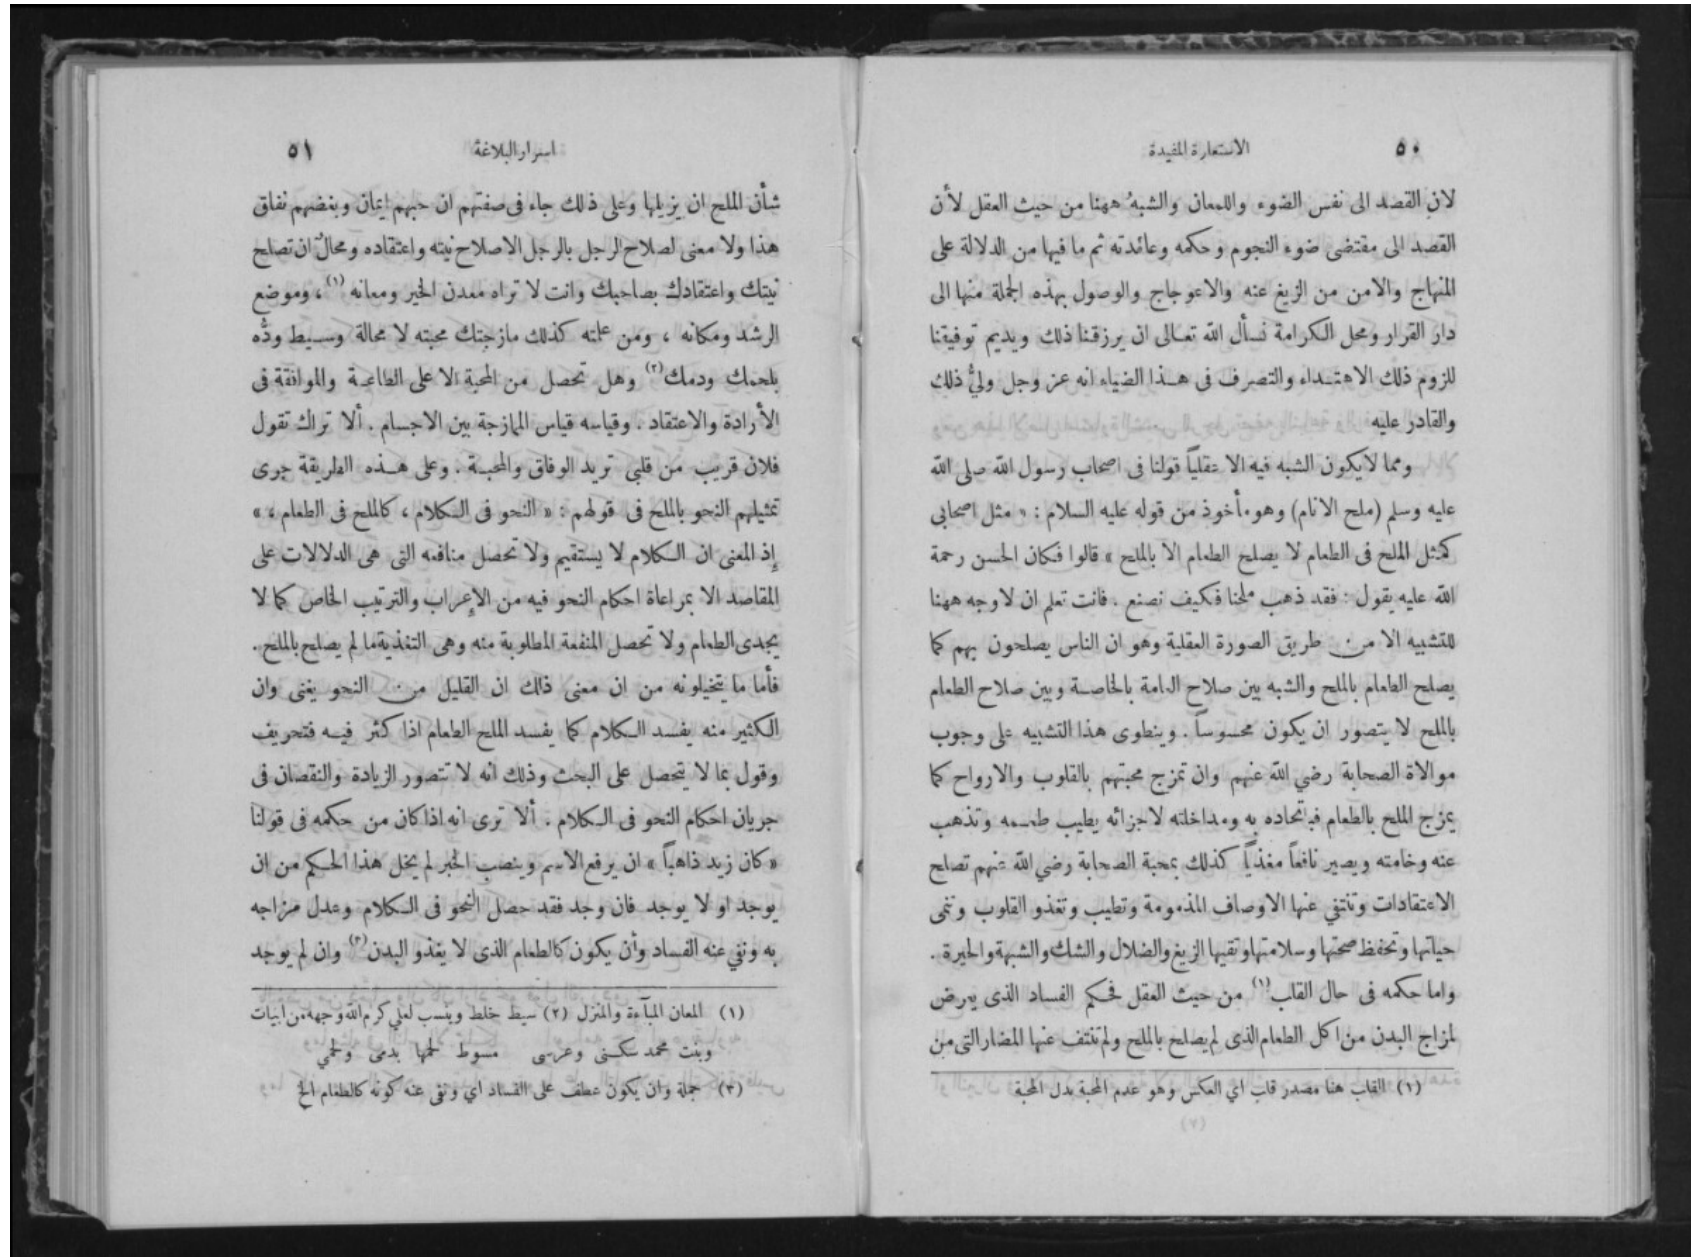 ٥٠
الاستعارة المفيدة
لان القصد الى نفس الضوء واللمعان والشبهُ ههنا من حيث العقل لأن
القصد الى مقتضى ضوء النجوم وحكمه وعائدته ثم ما فيها من الدلالة على
المنهاج والامن من الزيغ عنه والاعوجاج والوصول بهذه الجملة منها الى
دار القرار ومحل الكرامة نسأل الله تعالى ان يرزقنا ذلك ويديم توفيقنا
للزوم ذلك الاهتداء والتصرف فى هذا الضياء انه عز وجل وليُّ ذلك
والقادر عليه
ومما لا يكون الشبه فيه الا عقلياً قولنا فى اصحاب رسول الله صلى الله
عليه وسلم (ملح الانام) وهو مأخوذ من قوله عليه السلام : « مثل اصحابى
كمثل الملح فى الطعام لا يصلح الطعام الا بالملح » قالوا فكان الحسن رحمة
الله عليه يقول : فقد ذهب ملحنا فكيف نصنع . فانت تعلم ان لا وجه ههنا
للتشبيه الا من طريق الصورة العقلية وهو ان الناس يصلحون بهم كما
يصلح الطعام بالملح والشبه بين صلاح العامة بالخاصة وبين صلاح الطعام
بالملح لا يتصور ان يكون محسوساً . وينطوى هذا التشبيه على وجوب
موالاة الصحابة رضي الله عنهم وان تمزج محبتهم بالقلوب والارواح كما
يمزج الملح بالطعام فباتحاده به ومداخلته لاجزائه يطيب طعمه وتذهب
عنه وخامته ويصير نافعاً مغذياً كذلك بمحبة الصحابة رضي الله عنهم تصلح
الاعتقادات وتنتفي عنها الاوصاف المذمومة وتطيب وتغذو القلوب وتنمى
حياتها وتحفظ صحتها وسلامتها وتقيها الزيغ والضلال والشك والشبهة والحيرة .
واما حكمه فى حال القلب (١) من حيث العقل فحكم الفساد الذى يعرض
لمزاج البدن من اكل الطعام الذى لم يصلح بالملح ولم تنتف عنها المضار التى من
(١) القلب هنا مصدر قلب اي العكس وهو عدم المحبة بدل المحبة
(٧)
اسرار البلاغة
٥١
شأن الملح ان يزيلها وعلى ذلك جاء فى صفتهم ان حبهم إيمان وبغضهم نفاق
هذا ولا معنى لصلاح الرجل بالرجل الا صلاح نيته واعتقاده ومحالٌ ان تصلح
نيتك واعتقادك بصاحبك وانت لا تراه معدن الخير ومعانه (١) ، وموضع
الرشد ومكانه ، ومن علمته كذلك مازجتك محبته لا محالة وسيط ودُّه
بلحمك ودمك (٢) وهل تحصل من المحبة الا على الطاعة والموافقة فى
الأرادة والاعتقاد . وقياسه قياس الممازجة بين الاجسام . ألا تراك تقول
فلان قريب من قلبى تريد الوفاق والمحبة . وعلى هذه الطريقة جرى
تمثيلهم النحو بالملح فى قولهم : « النحو فى الكلام ، كالملح فى الطعام ، »
إذ المعنى ان الكلام لا يستقيم ولا تحصل منافعه التى هى الدلالات على
المقاصد الا بمراعاة احكام النحو فيه من الإعراب والترتيب الخاص كما لا
يجدى الطعام ولا تحصل المنفعة المطلوبة منه وهى التغذية ما لم يصلح بالملح .
فأما ما يتخيلونه من ان معنى ذلك ان القليل من النحو يغنى وان
الكثير منه يفسد الكلام كما يفسد الملح الطعام اذا كثر فيه فتحريف
وقول بما لا يتحصل على البحث وذلك انه لا تتصور الزيادة والنقصان فى
جريان احكام النحو فى الكلام . ألا ترى انه اذا كان من حكمه فى قولنا
« كان زيد ذاهباً » ان يرفع الاسم وينصب الخبر لم يخل هذا الحكم من ان
يوجد او لا يوجد فان وجد فقد حصل النحو فى الكلام وعدل مزاجه
به ونفي عنه الفساد وأن يكون كالطعام الذى لا يغذو البدن (٣) وان لم يوجد
(١) المعان المبآءة والمنزل (٢) سيط خلط وينسب لعلي كرم الله وجهه من ابيات
وبنت محمد سكنى وعرسى مسوط لحمها بدمى ولحمي
(٣) جملة وان يكون عطف على الفساد اي ونفى عنه كونه كالطعام الخ